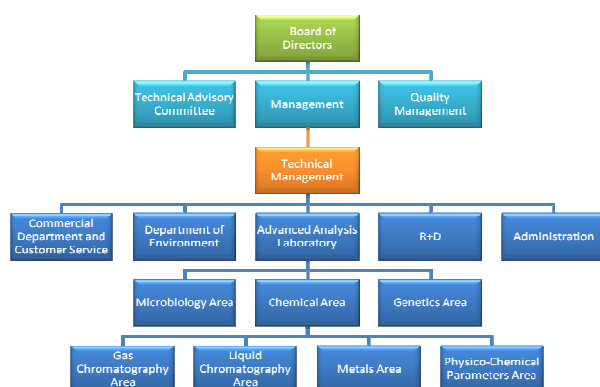 Board of
Directors
Technical Advisory
Committee
Management
Quality
Management
Technical
Management
Commercial
Department and
Customer Service
Department of
Environment
Advanced Analysis
Laboratory
R+D
Administration
Microbiology Area
Chemical Area
Genetics Area
Gas
Chromatography
Area
Liquid
Chromatography
Area
Metals Area
Physico-Chemical
Parameters Area